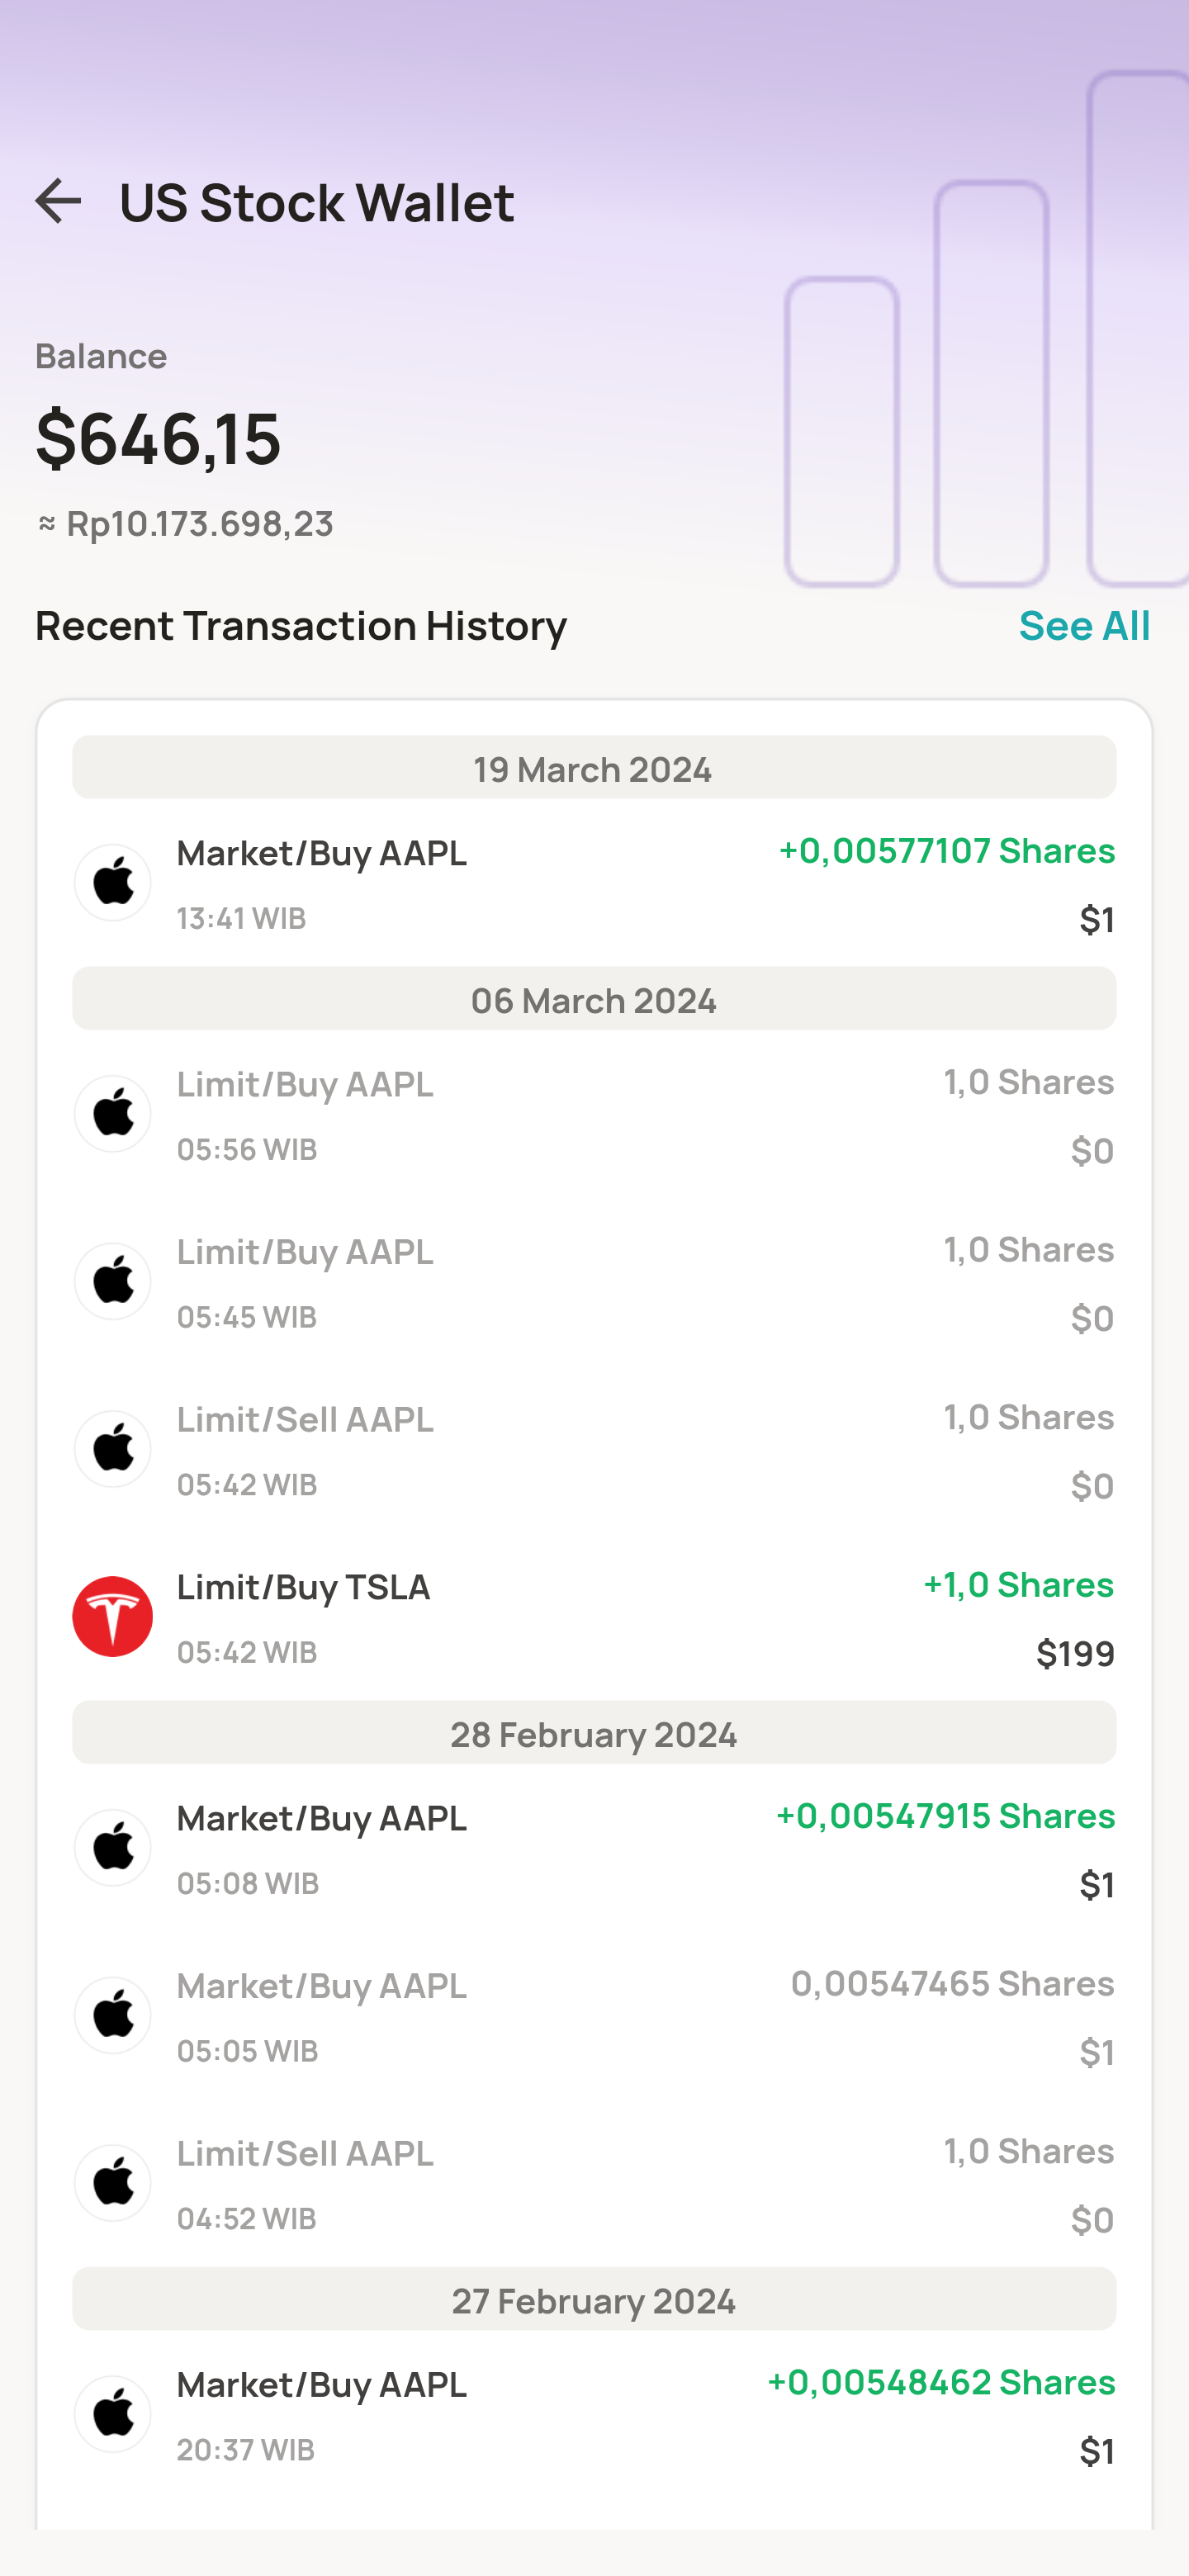 US Stock Wallet
Balance
$646,15
≈ Rp10.173.698,23
Recent Transaction History
See All
19 March 2024
Market/Buy AAPL
+0,00577107 Shares
13:41 WIB
$1
06 March 2024
Limit/Buy AAPL
1,0 Shares
05:56 WIB
$0
Limit/Buy AAPL
1,0 Shares
05:45 WIB
$0
Limit/Sell AAPL
1,0 Shares
05:42 WIB
$0
Limit/Buy TSLA
+1,0 Shares
05:42 WIB
$199
28 February 2024
Market/Buy AAPL
+0,00547915 Shares
05:08 WIB
$1
Market/Buy AAPL
0,00547465 Shares
05:05 WIB
$1
Limit/Sell AAPL
1,0 Shares
04:52 WIB
$0
27 February 2024
Market/Buy AAPL
+0,00548462 Shares
20:37 WIB
$1